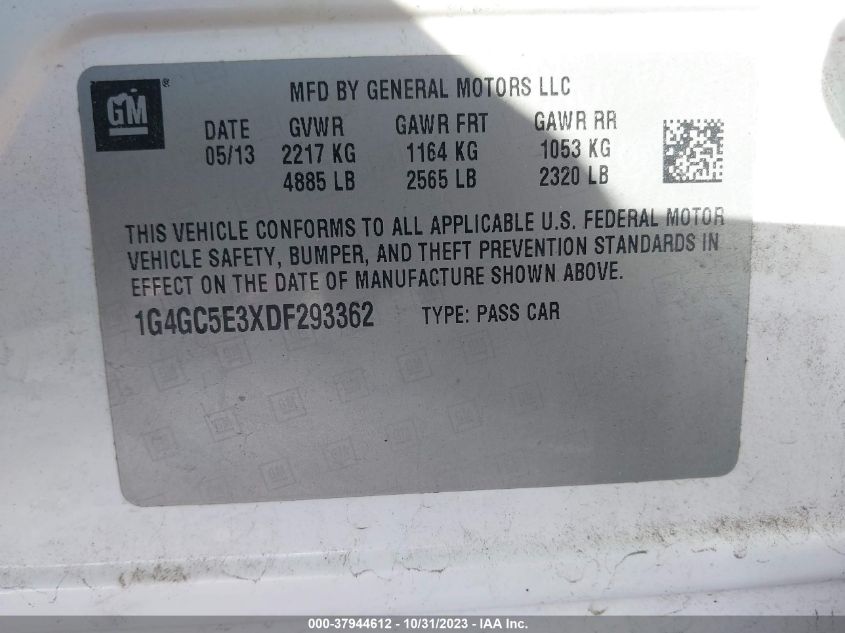 GM®
MFD BY GENERAL MOTORS LLC
DATE GVWR GAWR FRT GAWR RR
05/13 2217 KG 1164 KG 1053 KG
4885 LB 2565 LB 2320 LB
THIS VEHICLE CONFORMS TO ALL APPLICABLE U.S. FEDERAL MOTOR
VEHICLE SAFETY, BUMPER, AND THEFT PREVENTION STANDARDS IN
EFFECT ON THE DATE OF MANUFACTURE SHOWN ABOVE.
1G4GC5E3XDF293362 TYPE: PASS CAR
000-37944612 - 10/31/2023 - IAA Inc.